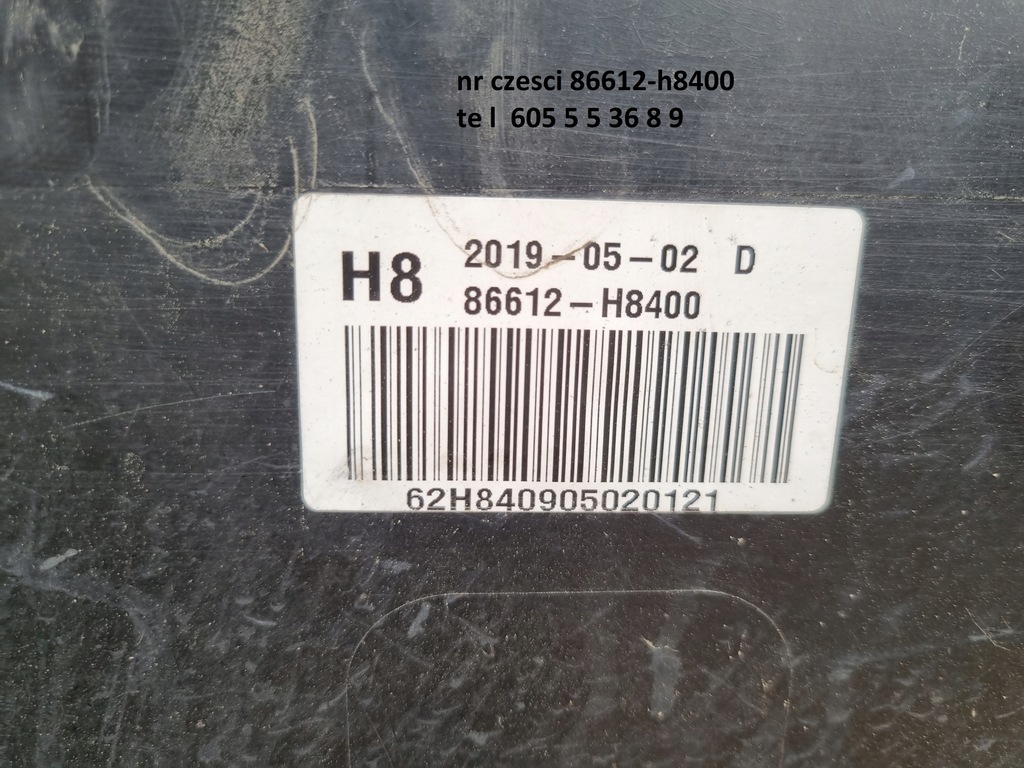 nr czesci 86612-h8400
te l 605 5 5 36 8 9
H8 2019-05-02 D
86612-H8400
62H840905020121